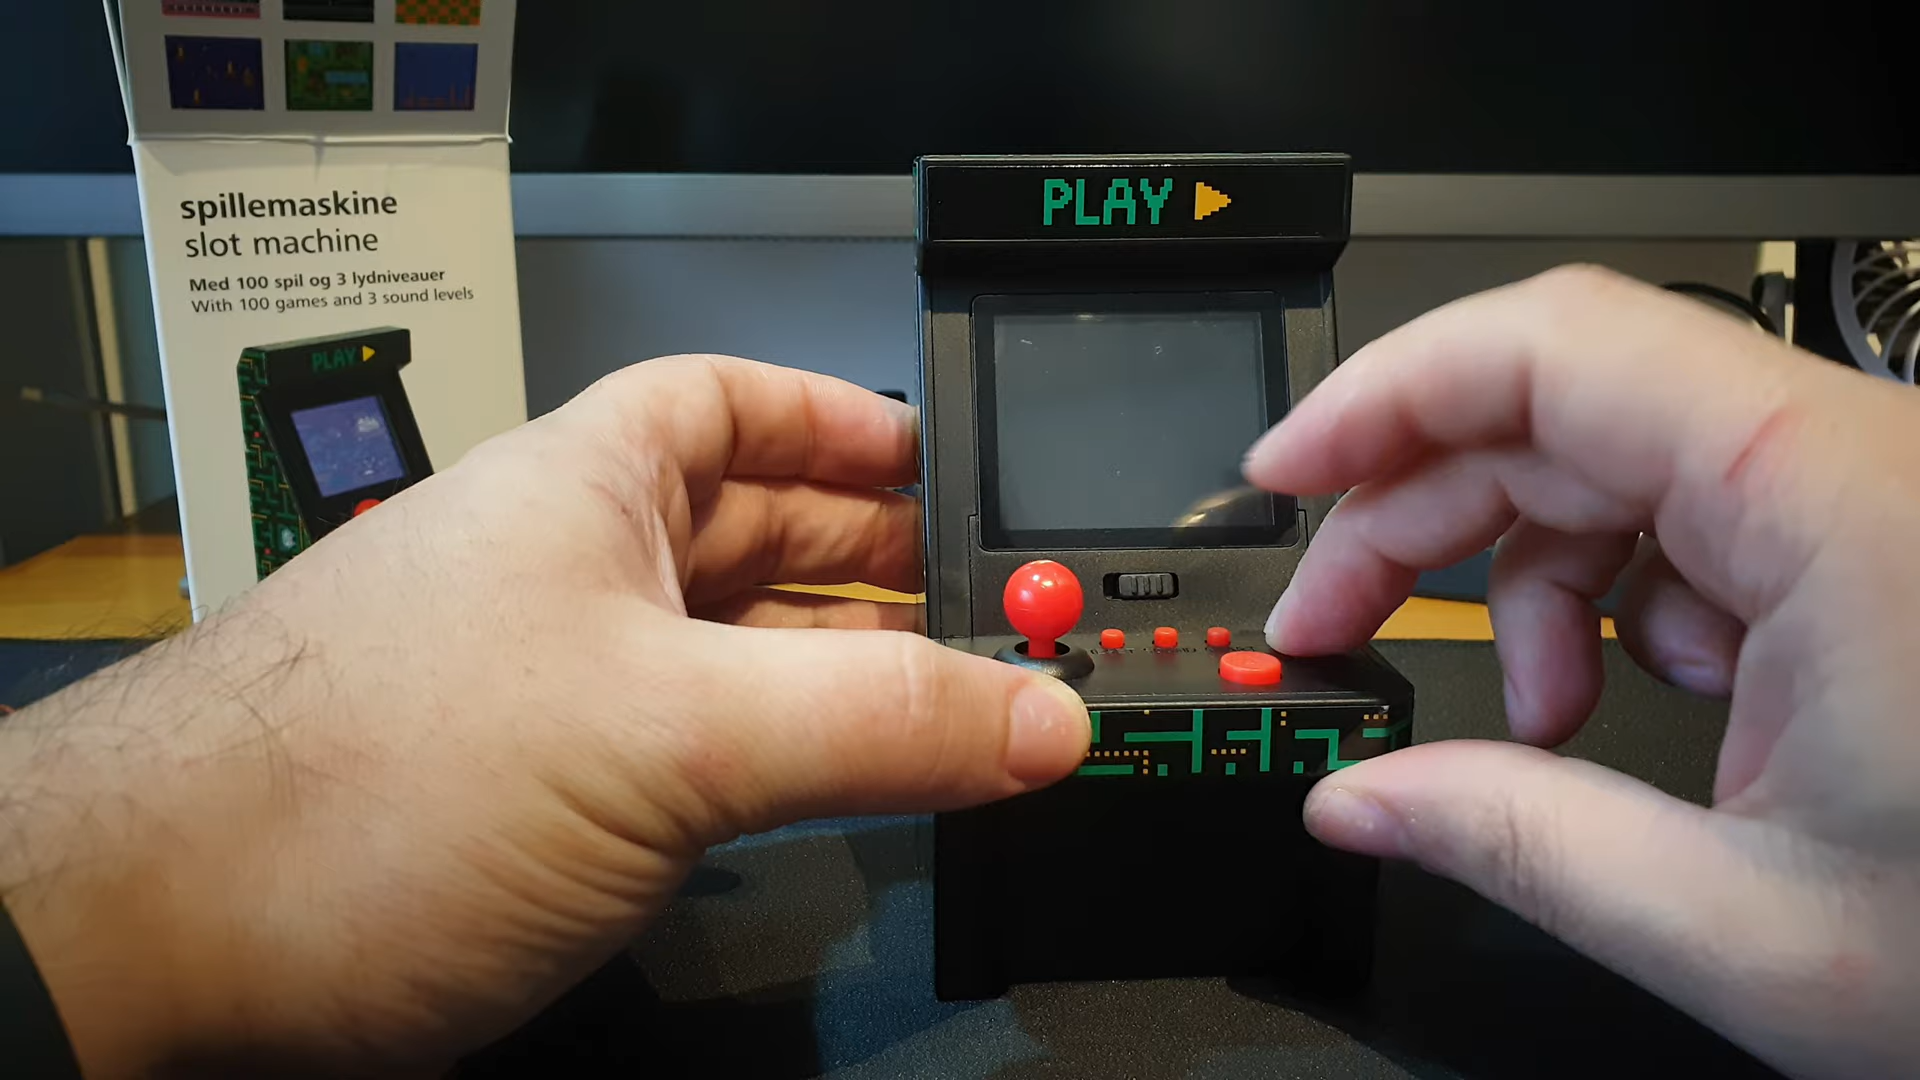 spillemaskine
slot machine
Med 100 spil og 3 lydniveauer
With 100 games and 3 sound levels
PLAY
PLAY